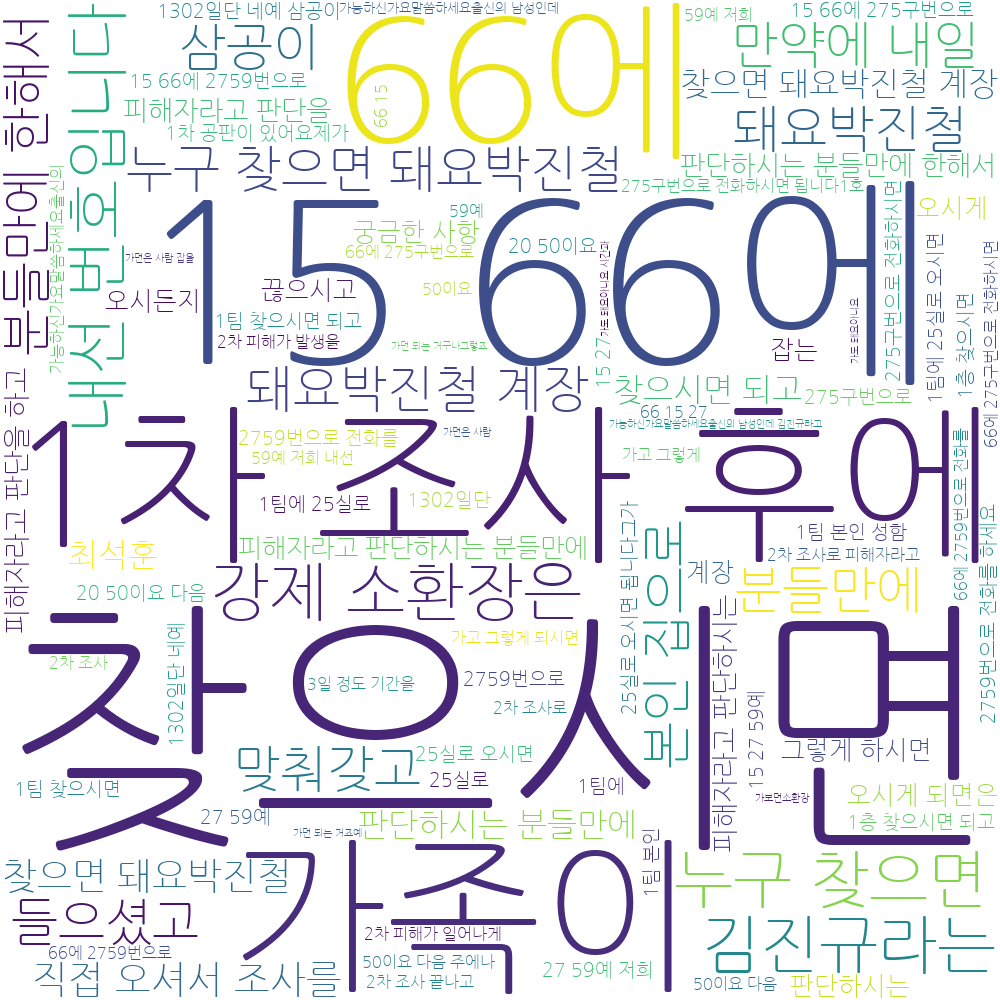 1302일단 네예 삼공이
가능하신가요말씀하세요출신의 남성인데
59예 저희
15 66에 275구번으로
삼공이
66에
만약에 내일
15 66에 2759번으로
찾으면 돼요박진철 계장
피해자라고 판단을
66 15
1차 공판이 있어요제가
돼요박진철
누구 찾으면 돼요박진철
판단하시는 분들만에 한해서
275구번으로 전화하시면 됩니다1호
분들만에 한해서
내선 번호입니다
가능하신가요말씀하세요출신의
15 66에
59예
궁금한 사항
66에 275구번으로
20 50이요
오시게
275구번으로 전화하시면
가면은 사람 잡을
오시든지
끊으시고
50이요
1팀 찾으시면 되고
2차 피해가 발생을
가면 되는 거구나그렇죠
15 27
가도 돼요아니요 시간과
가도 돼요아니요
잡는
1팀에 25실로 오시면
1층 찾으시면
66에 275구번으로 전화하시면
돼요박진철 계장
찾으시면 되고
275구번으로
66 15 27
가능하신가요말씀하세요출신의 남성인데 김진규라고
피해자라고 판단을 하고
1차 조사 후에
2759번으로 전화를
가면은 사람
59예 저희 내선
가고 그렇게
1팀에 25실로
1302일단
1팀 본인 성함
최석훈
피해자라고 판단하시는 분들만에
2차 조사로 피해자라고
강제 소환장은
계장
분들만에
20 50이요 다음
25실로 오시면 됩니다그가
본인 집으로
66에 2759번으로 전화를
2759번으로 전화를 하세요
찾으시면
가고 그렇게 되시면
2차 조사
1302일단 네예
3일 정도 기간을
2759번으로
2차 조사로
피해자라고 판단하시는
15 27 59예
그렇게 하시면
맞춰갖고
25실로 오시면
25실로
1팀에
1팀 찾으시면
가보면소환장
오시게 되면은
27 59예
가면 되는 거죠예
판단하시는 분들만에
1층 찾으시면 되고
1팀 본인
찾으면 돼요박진철
가족이
누구 찾으면
들으셨고
2차 피해가 일어나게
김진규라는
66에 2759번으로
직접 오셔서 조사를
50이요 다음 주에나
2차 조사 끝나고
27 59예 저희
50이요 다음
판단하시는